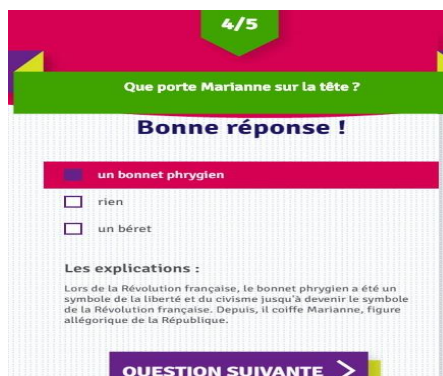 4/5
Que porte Marianne sur la tête ?
Bonne réponse !
un bonnet phrygien
rien
un béret
Les explications :
Lors de la Révolution française, le bonnet phrygien a été un
symbole de la liberté et du civisme jusqu'à devenir le symbole
de la Révolution française. Depuis, il coiffe Marianne, figure
allégorique de la République.
QUESTION SUIVANTE